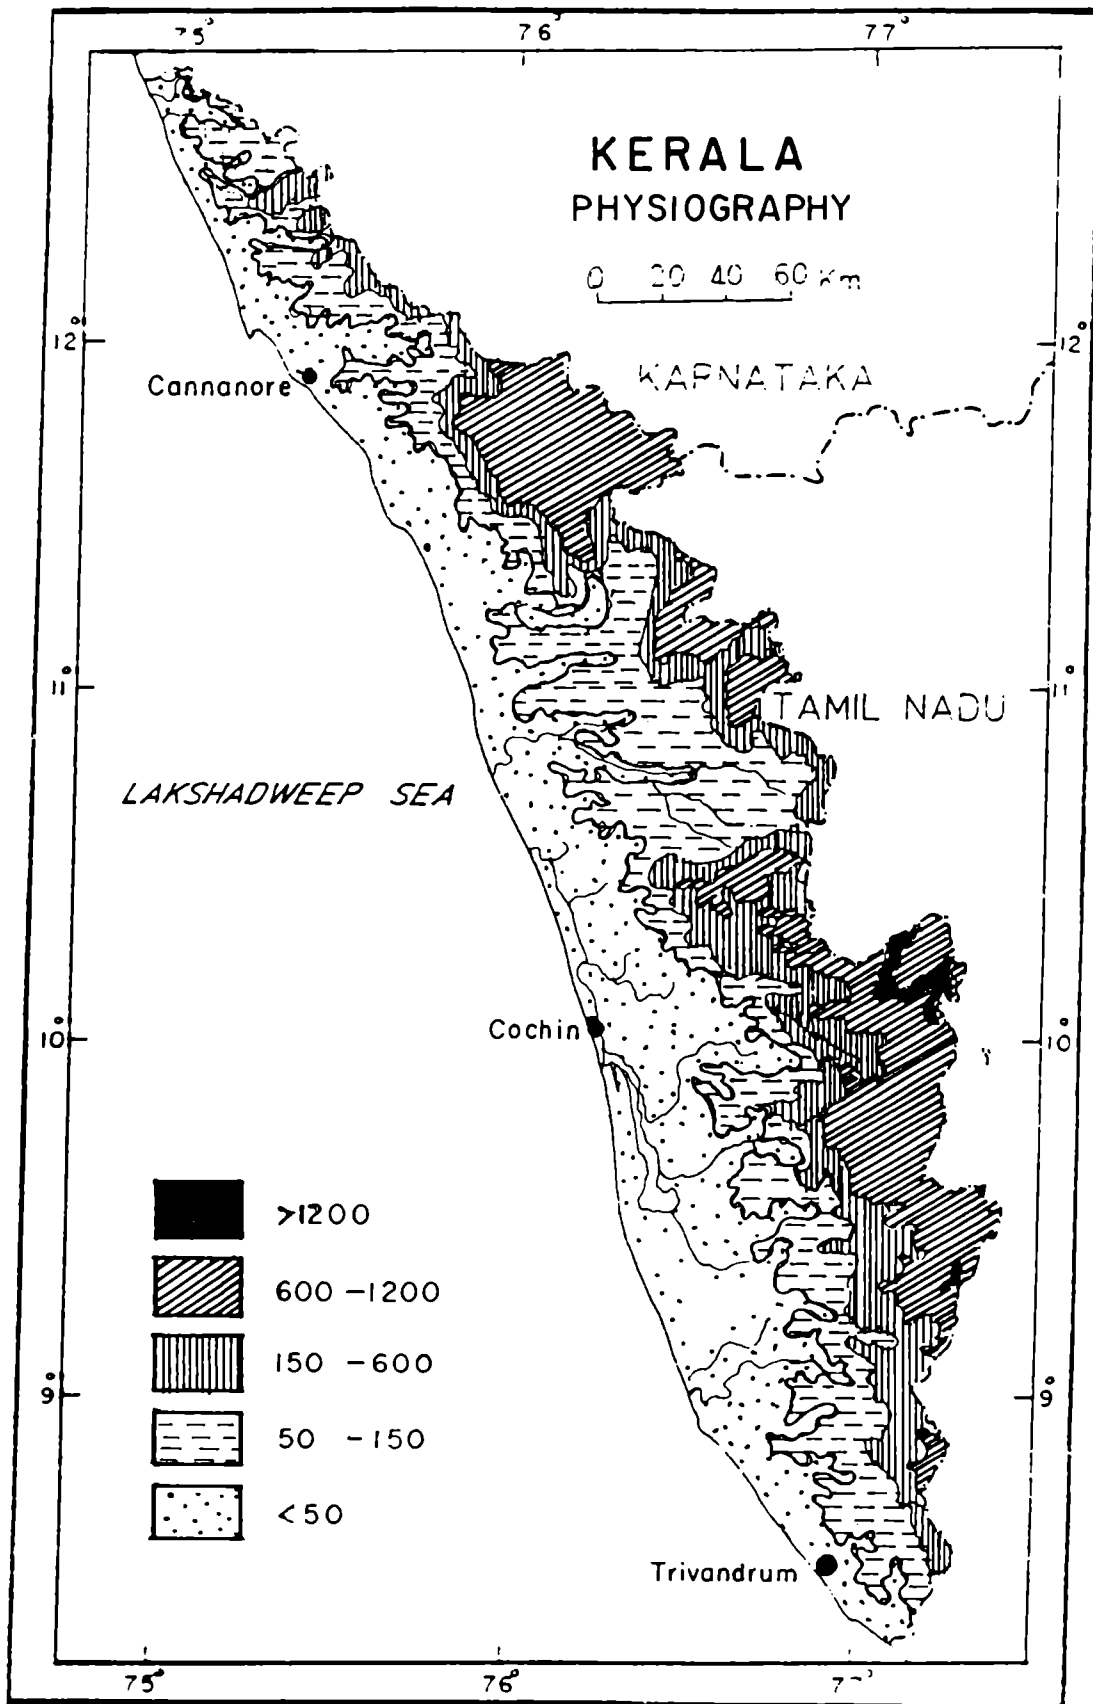 75° 76° 77°
KERALA
PHYSIOGRAPHY
0 20 40 60 Km
12° 12°
KARNATAKA
Cannanore
11° 11°
TAMIL NADU
LAKSHADWEEP SEA
Cochin
10° 10°
>1200
600 -1200
150 -600
9° 9°
50 -150
<50
Trivandrum
75° 76° 77°